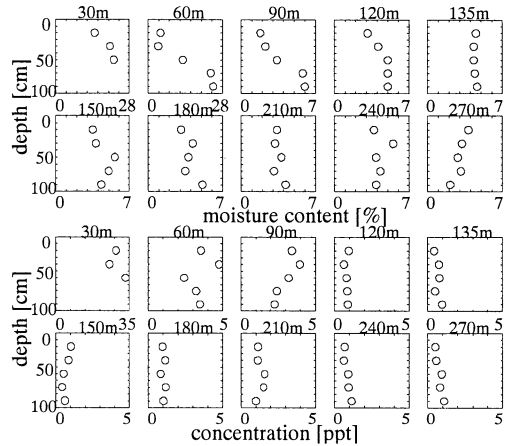 30m 60m 90m 120m 135m
0
50
100
0 28 0 28 0 7 0 7 0 7
150m 180m 210m 240m 270m
0
50
100
0 7 0 7 0 7 0 7 0 7
depth [cm]
moisture content [%]
30m 60m 90m 120m 135m
0
50
100
0 35 0 5 0 5 0 5 0 5
150m 180m 210m 240m 270m
0
50
100
0 5 0 5 0 5 0 5 0 5
depth [cm]
concentration [ppt]